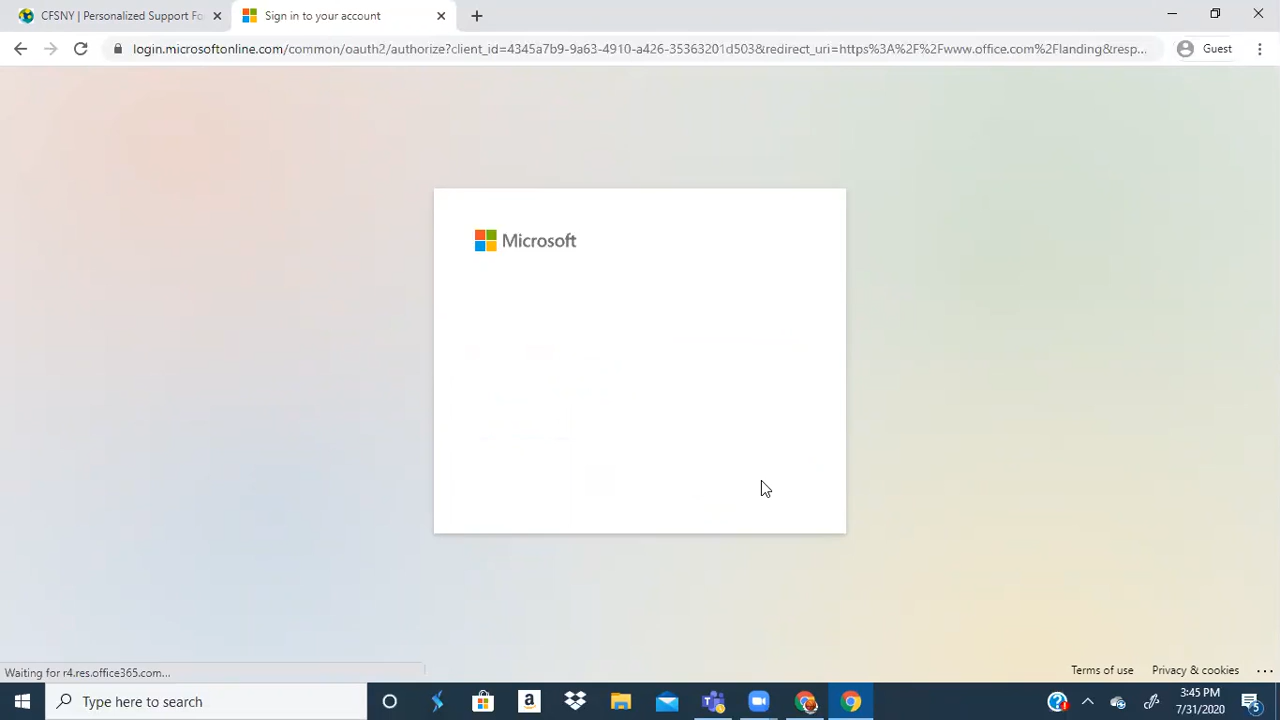 CFSNY | Personalized Support Fo
Sign in to your account
login.microsoftonline.com/common/oauth2/authorize?client_id=4345a7b9-9a63-4910-a426-35363201d503&redirect_uri=https%3A%2F%2Fwww.office.com%2Flanding&resp...
Guest
Microsoft
Waiting for r4.res.office365.com...
Terms of use
Privacy & cookies
Type here to search
3:45 PM
7/31/2020
5